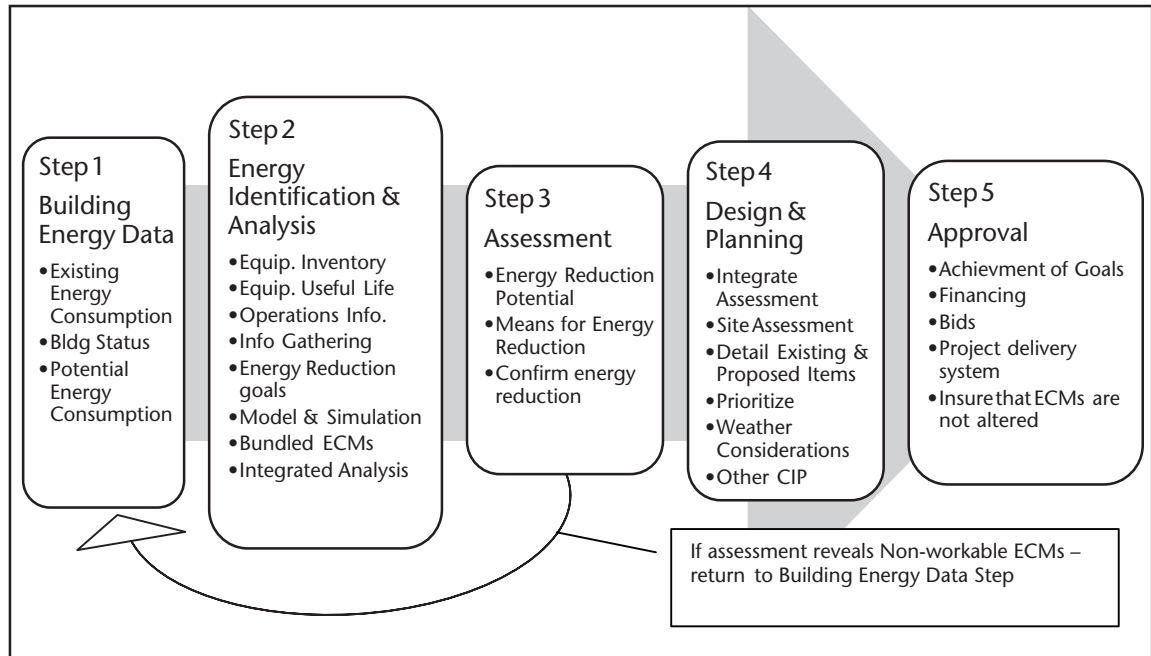 Step 1
Building
Energy Data
•Existing
Energy
Consumption
•Bldg Status
•Potential
Energy
Consumption
Step 2
Energy
Identification &
Analysis
•Equip. Inventory
•Equip. Useful Life
•Operations Info.
•Info Gathering
•Energy Reduction
goals
•Model & Simulation
•Bundled ECMs
•Integrated Analysis
Step 3
Assessment
•Energy Reduction
Potential
•Means for Energy
Reduction
•Confirm energy
reduction
Step 4
Design &
Planning
•Integrate
Assessment
•Site Assessment
•Detail Existing &
Proposed Items
•Prioritize
•Weather
Considerations
•Other CIP
Step 5
Approval
•Achievment of Goals
•Financing
•Bids
•Project delivery
system
•Insure that ECMs are
not altered
If assessment reveals Non-workable ECMs –
return to Building Energy Data Step